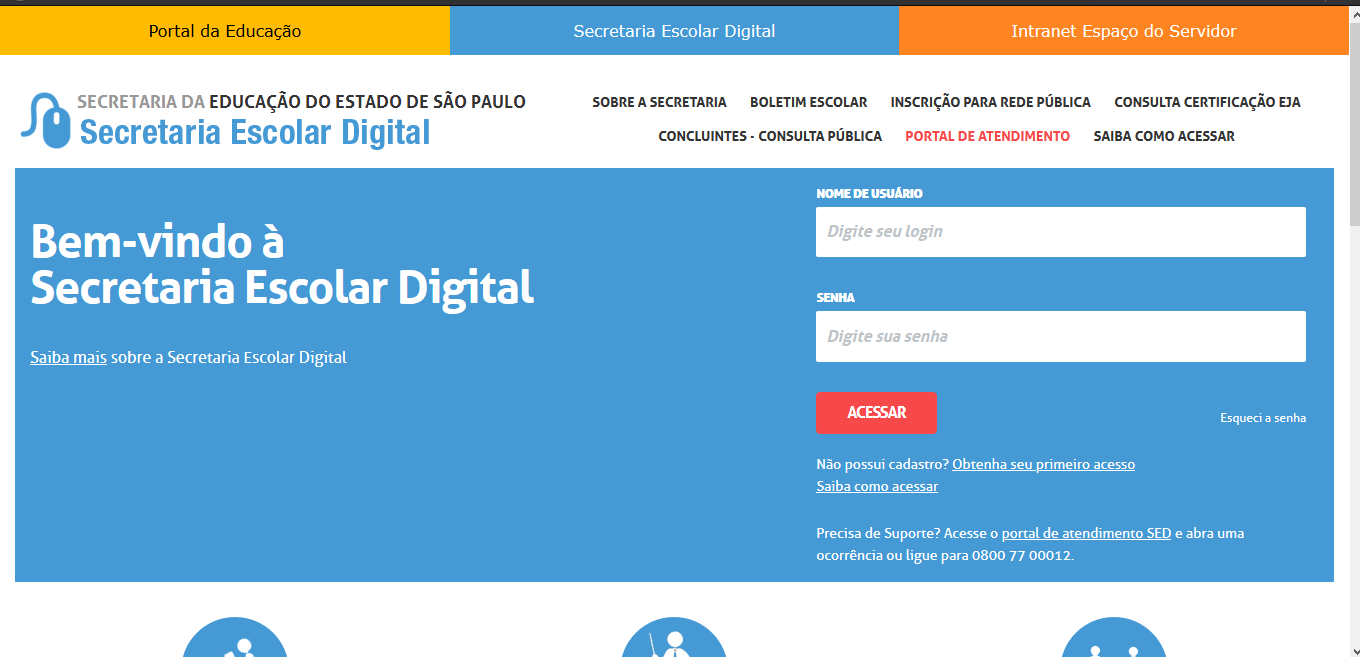 Portal da Educação
Secretaria Escolar Digital
Intranet Espaço do Servidor
SECRETARIA DA EDUCAÇÃO DO ESTADO DE SÃO PAULO
Secretaria Escolar Digital
SOBRE A SECRETARIA
BOLETIM ESCOLAR
INSCRIÇÃO PARA REDE PÚBLICA
CONSULTA CERTIFICAÇÃO EJA
CONCLUINTES - CONSULTA PÚBLICA
PORTAL DE ATENDIMENTO
SAIBA COMO ACESSAR
Bem-vindo à
Secretaria Escolar Digital
Saiba mais sobre a Secretaria Escolar Digital
NOME DE USUÁRIO
Digite seu login
SENHA
Digite sua senha
ACESSAR
Esqueci a senha
Não possui cadastro? Obtenha seu primeiro acesso
Saiba como acessar
Precisa de Suporte? Acesse o portal de atendimento SED e abra uma
ocorrência ou ligue para 0800 77 00012.